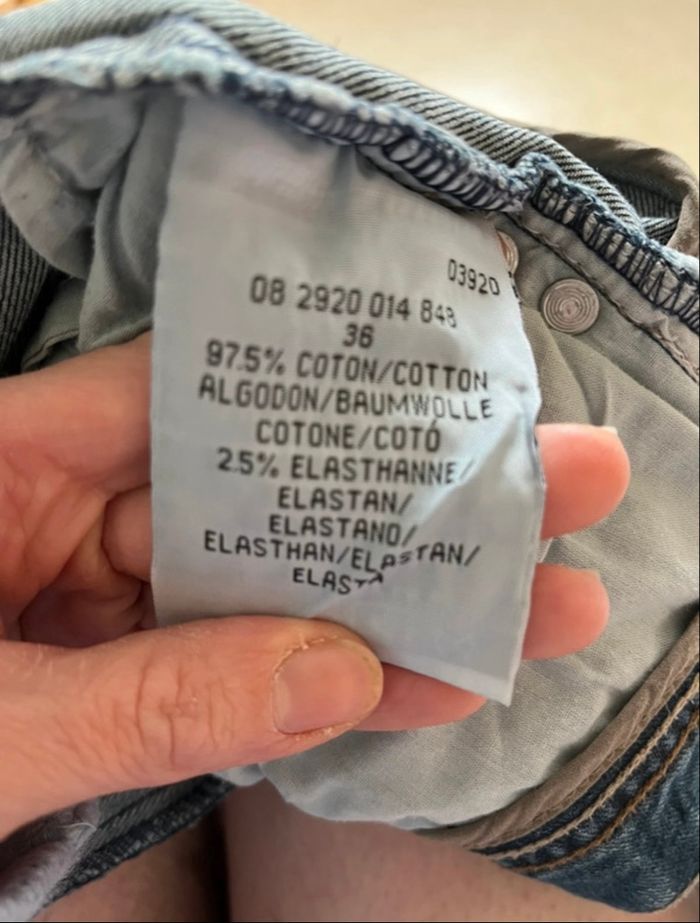 03920
08 2920 014 848
36
97.5% COTON/COTTON
ALGODON/BAUMWOLLE
COTONE/COTÓ
2.5% ELASTHANNE/
ELASTAN/
ELASTANO/
ELASTHAN/ELASTAN/